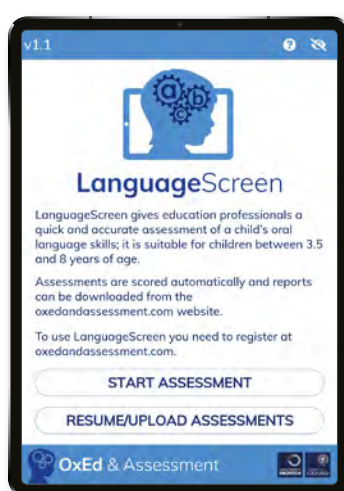 v1.1
?
a b
c
LanguageScreen
LanguageScreen gives education professionals a
quick and accurate assessment of a child's oral
language skills; it is suitable for children between 3.5
and 8 years of age.
Assessments are scored automatically and reports
can be downloaded from the
oxedandassessment.com website.
To use LanguageScreen you need to register at
oxedandassessment.com.
START ASSESSMENT
RESUME/UPLOAD ASSESSMENTS
OxEd & Assessment